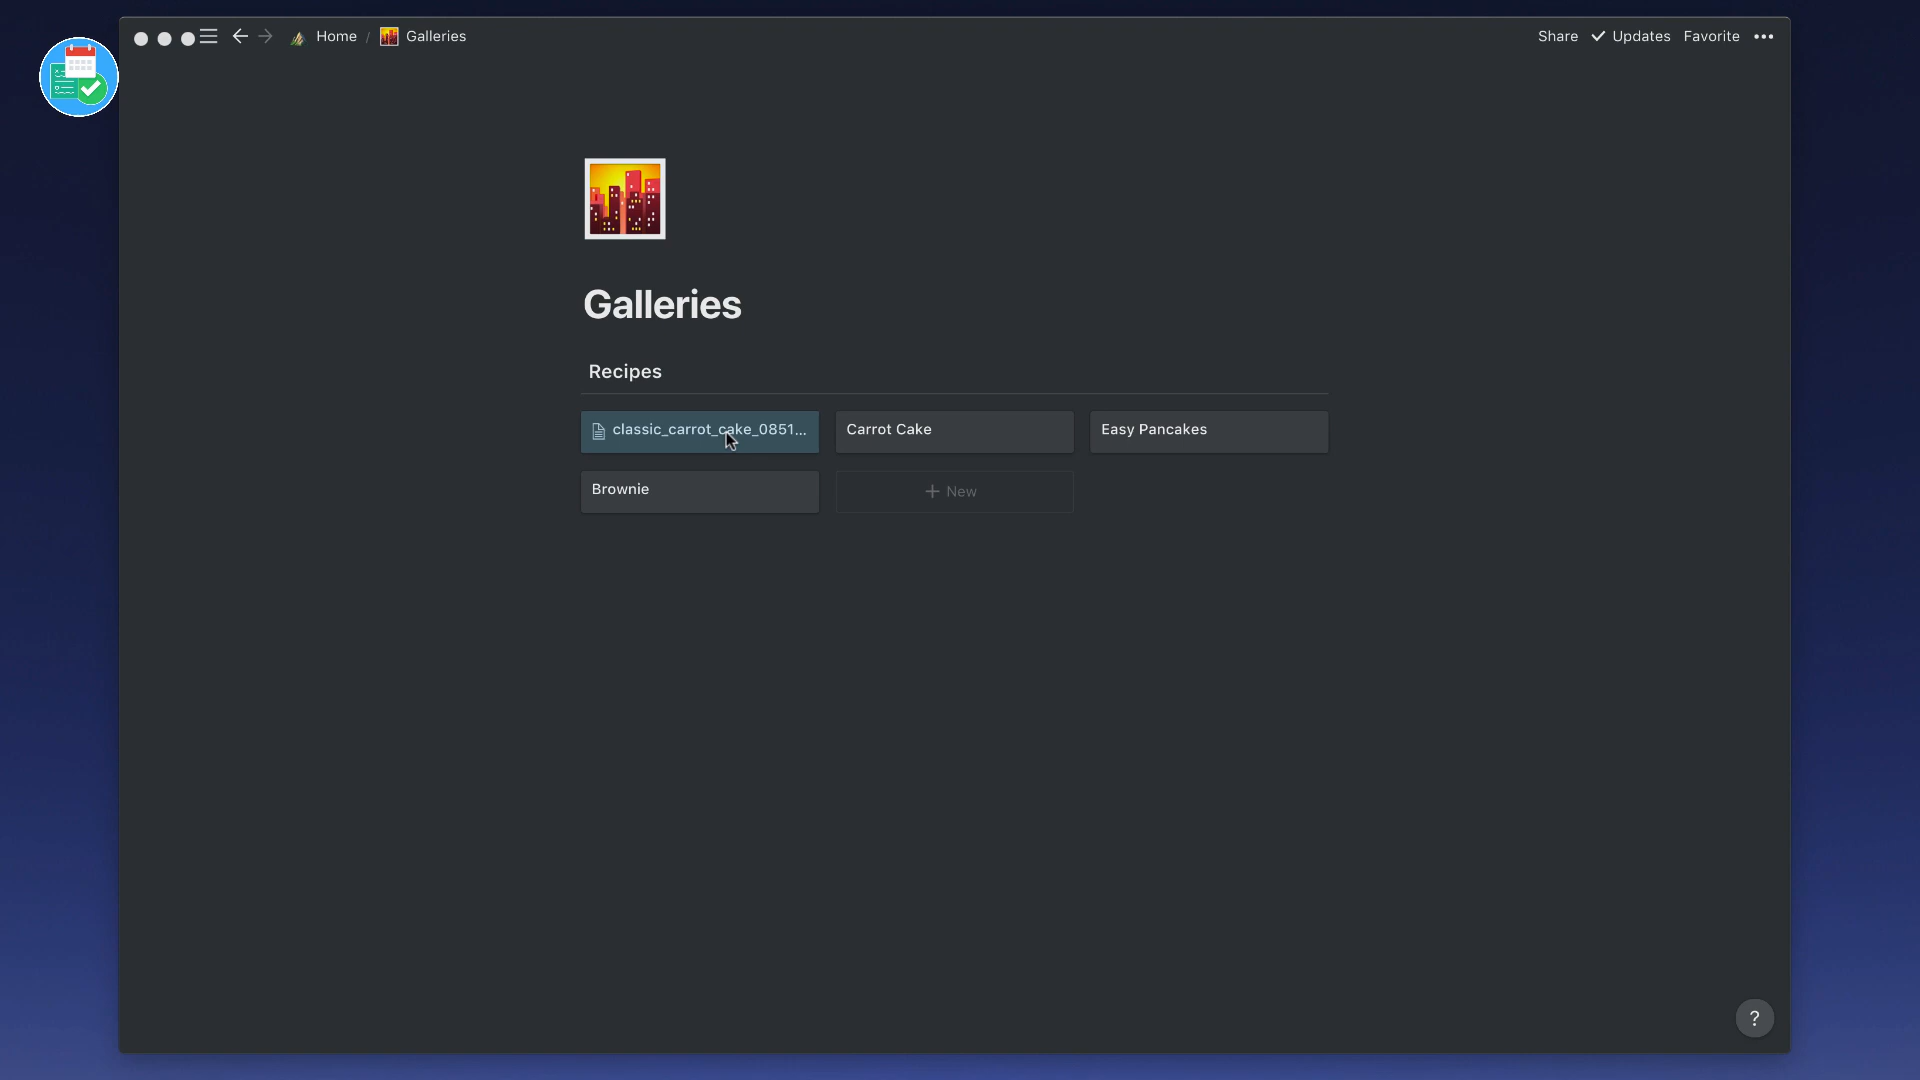 Home / Galleries
Share Updates Favorite
Galleries
Recipes
classic_carrot_cake_0851... Carrot Cake Easy Pancakes
Brownie + New
?